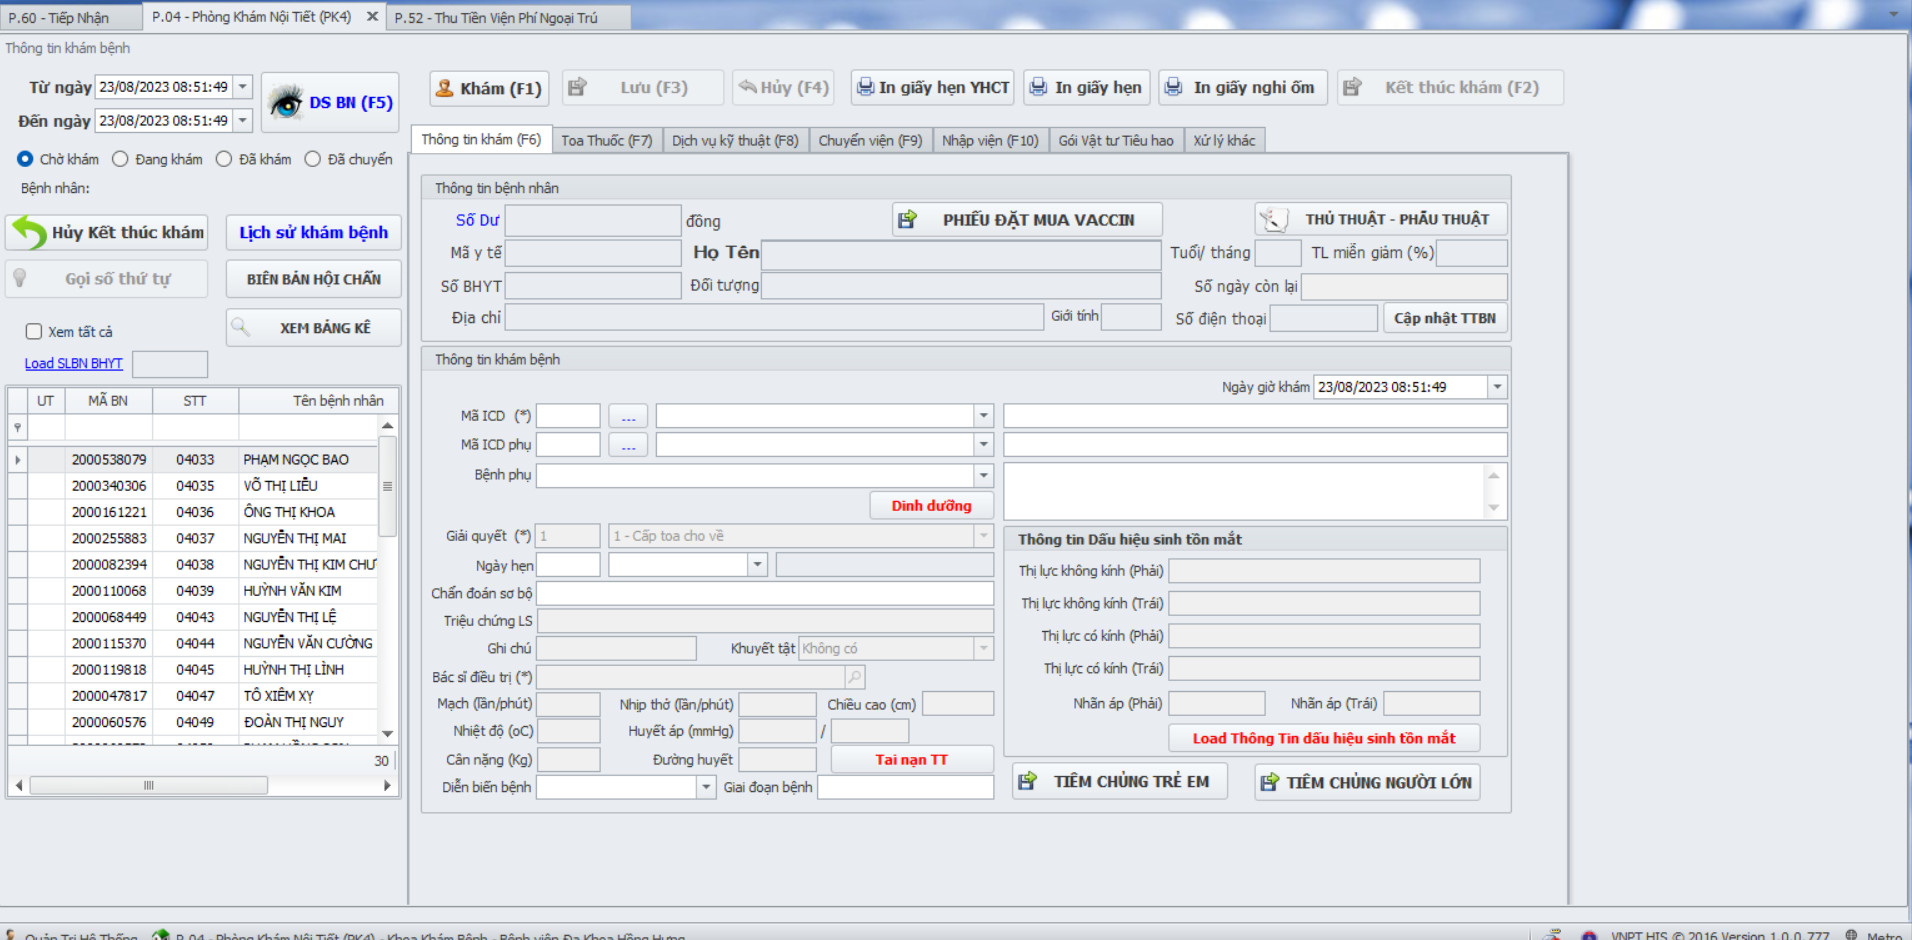 P.60 - Tiếp Nhận P.04 - Phòng Khám Nội Tiết (PK4) P.52 - Thu Tiền Viện Phí Ngoại Trú
Thông tin khám bệnh
Từ ngày 23/08/2023 08:51:49 DS BN (F5)
Đến ngày 23/08/2023 08:51:49
Chờ khám Đang khám Đã khám Đã chuyển
Bệnh nhân:
Hủy Kết thúc khám Lịch sử khám bệnh
Gọi số thứ tự BIÊN BẢN HỘI CHẨN
Xem tất cả XEM BẢNG KÊ
Load SLBN BHYT
UT MÃ BN STT Tên bệnh nhân
2000538079 04033 PHẠM NGỌC BAO
2000340306 04035 VÕ THỊ LIỄU
2000161221 04036 ÔNG THỊ KHOA
2000255883 04037 NGUYỄN THỊ MAI
2000082394 04038 NGUYỄN THỊ KIM CHƯ
2000110068 04039 HUỲNH VĂN KIM
2000068449 04043 NGUYỄN THỊ LỆ
2000115370 04044 NGUYỄN VĂN CƯỜNG
2000119818 04045 HUỲNH THỊ LÌNH
2000047817 04047 TÔ XIÊM XỴ
2000060576 04049 ĐOÀN THỊ NGUY
30
Khám (F1) Lưu (F3) Hủy (F4) In giấy hẹn YHCT In giấy hẹn In giấy nghỉ ốm Kết thúc khám (F2)
Thông tin khám (F6) Toa Thuốc (F7) Dịch vụ kỹ thuật (F8) Chuyển viện (F9) Nhập viện (F10) Gói Vật tư Tiêu hao Xử lý khác
Thông tin bệnh nhân
Số Dư đồng PHIẾU ĐẶT MUA VACCIN THỦ THUẬT - PHẪU THUẬT
Mã y tế Họ Tên Tuổi/ tháng TL miễn giảm (%)
Số BHYT Đối tượng Số ngày còn lại
Địa chỉ Giới tính Số điện thoại Cập nhật TTBN
Thông tin khám bệnh
Ngày giờ khám 23/08/2023 08:51:49
Mã ICD (*) ...
Mã ICD phụ ...
Bệnh phụ
Dinh dưỡng
Giải quyết (*) 1 1 - Cấp toa cho về
Ngày hẹn
Chẩn đoán sơ bộ
Triệu chứng LS
Ghi chú Khuyết tật Không có
Bác sĩ điều trị (*)
Mạch (lần/phút) Nhịp thở (lần/phút) Chiều cao (cm)
Nhiệt độ (oC) Huyết áp (mmHg) /
Cân nặng (Kg) Đường huyết Tai nạn TT
Diễn biến bệnh Giai đoạn bệnh
Thông tin Dấu hiệu sinh tồn mắt
Thị lực không kính (Phải)
Thị lực không kính (Trái)
Thị lực có kính (Phải)
Thị lực có kính (Trái)
Nhãn áp (Phải) Nhãn áp (Trái)
Load Thông Tin dấu hiệu sinh tồn mắt
TIÊM CHỦNG TRẺ EM TIÊM CHỦNG NGƯỜI LỚN
Quản Trị Hệ Thống P.04 - Phòng Khám Nội Tiết (PK4) - Khoa Khám Bệnh - Bệnh viện Đa Khoa Hồng Hưng VNPT HIS © 2016 Version 1.0.0.777 Metro